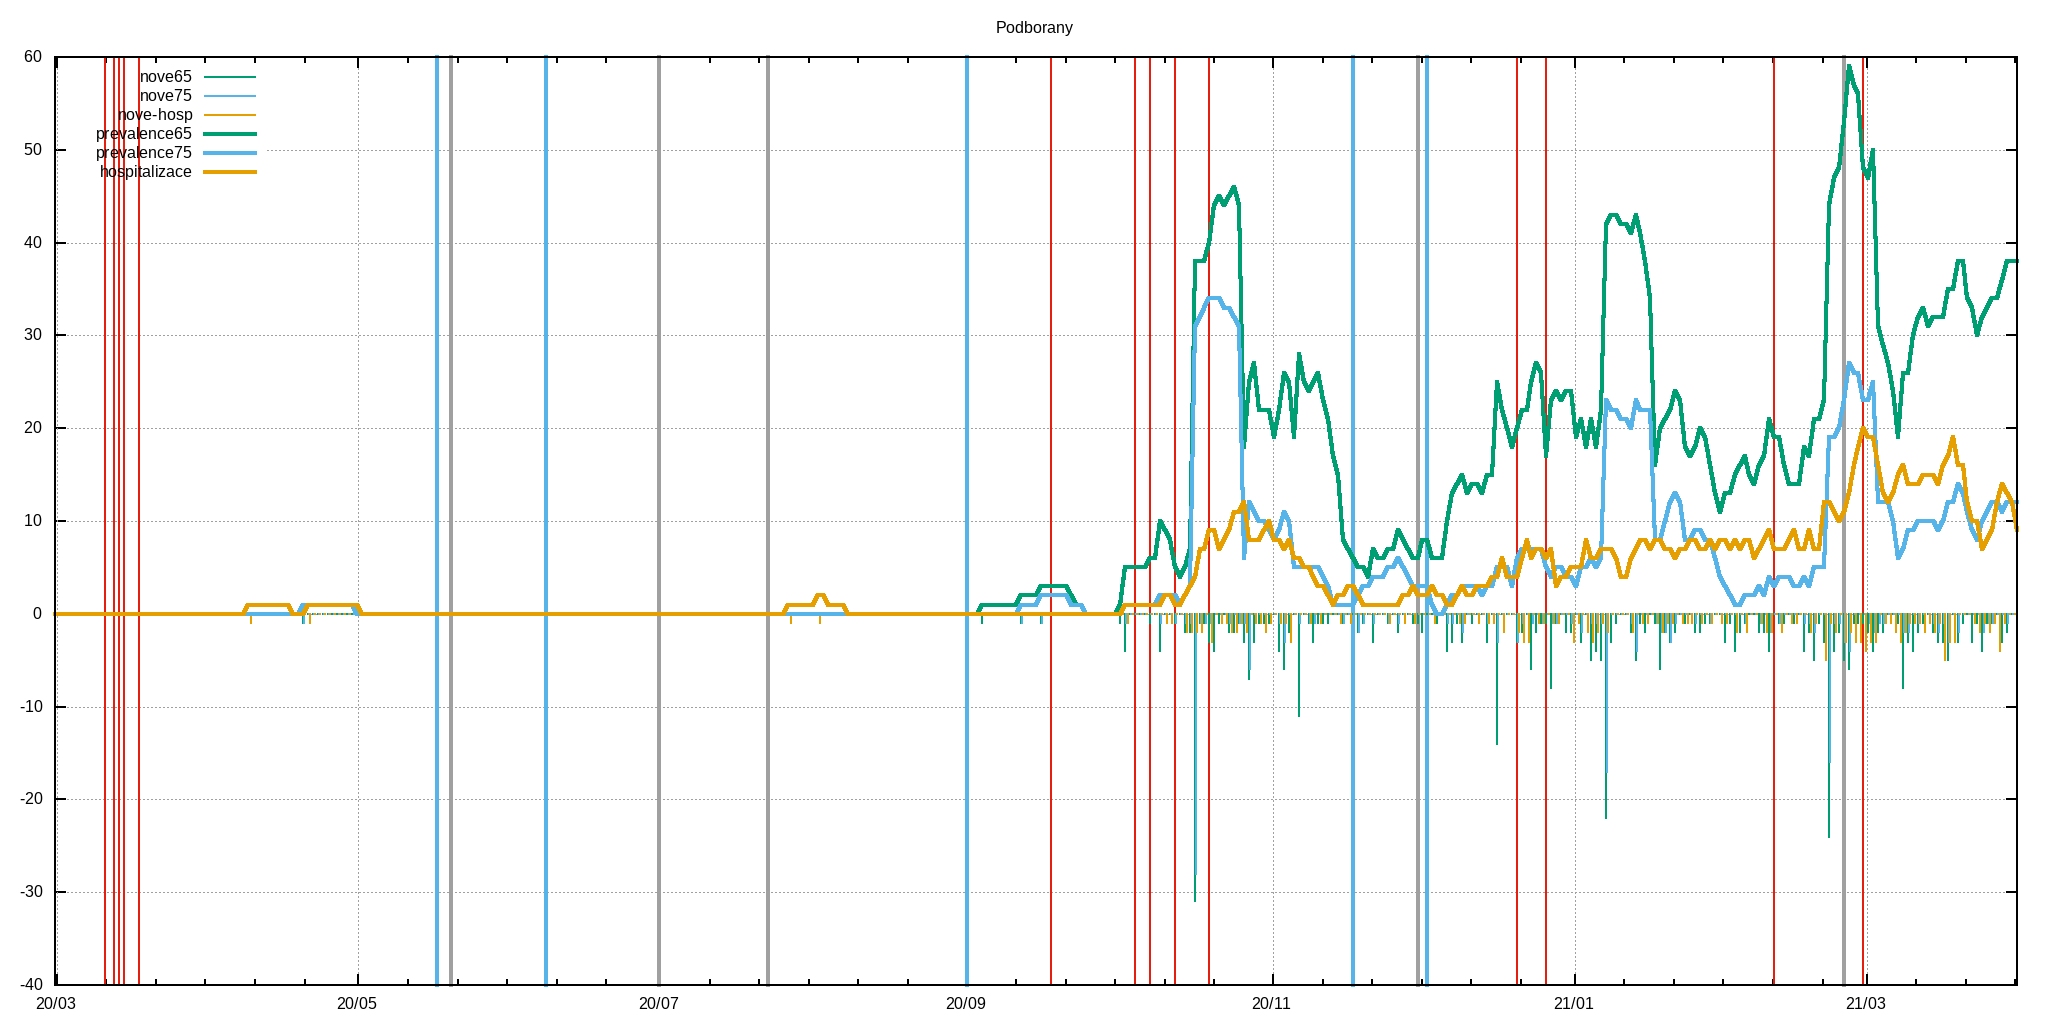 Podborany
60
50
40
30
20
10
0
-10
-20
-30
-40
nove65
nove75
nove-hosp
prevalence65
prevalence75
hospitalizace
20/03 20/05 20/07 20/09 20/11 21/01 21/03